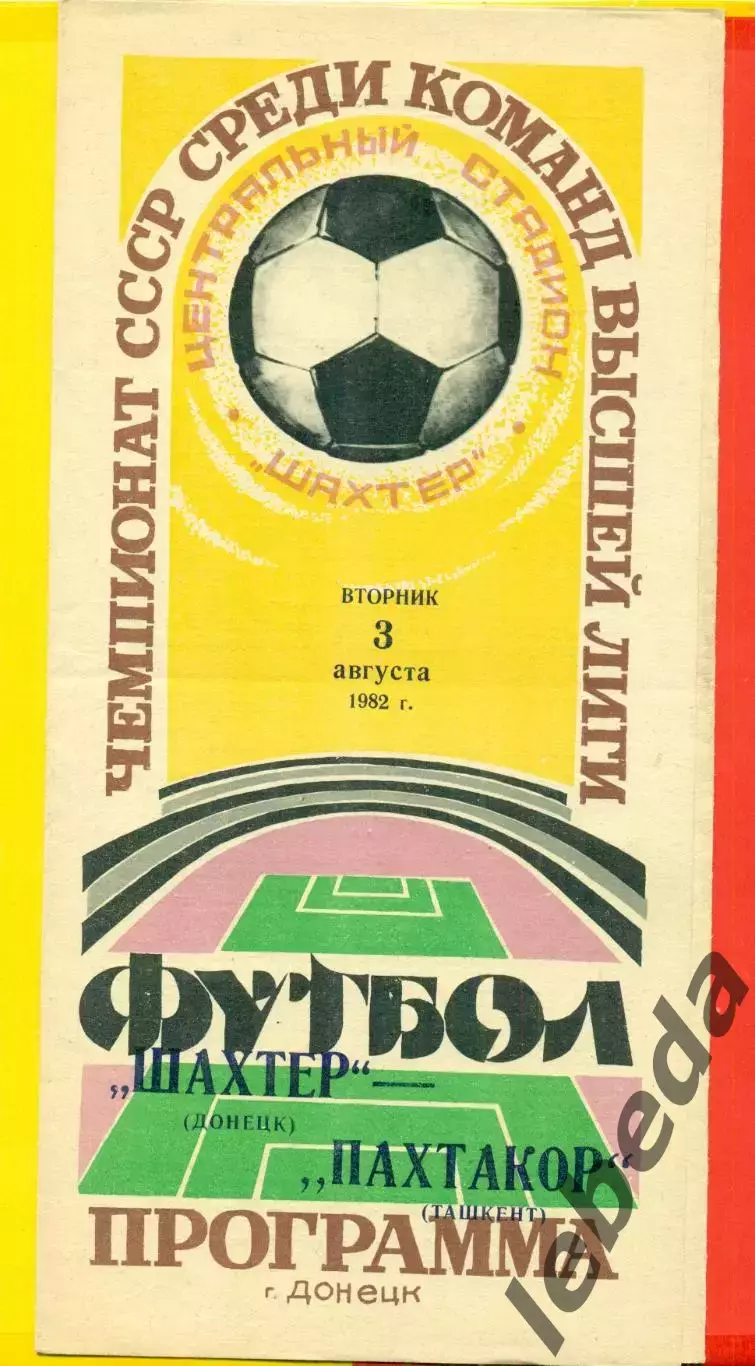 ЧЕМПИОНАТ СССР СРЕДИ КОМАНД ВЫСШЕЙ ЛИГИ
ЦЕНТРАЛЬНЫЙ СТАДИОН
• „ШАХТЕР" •
ВТОРНИК
3
августа
1982 г.
ФУТБОЛ
„ШАХТЕР"—
(ДОНЕЦК)
„ПАХТАКОР"
(ТАШКЕНТ)
ПРОГРАММА
г. ДОНЕЦК
lebeda